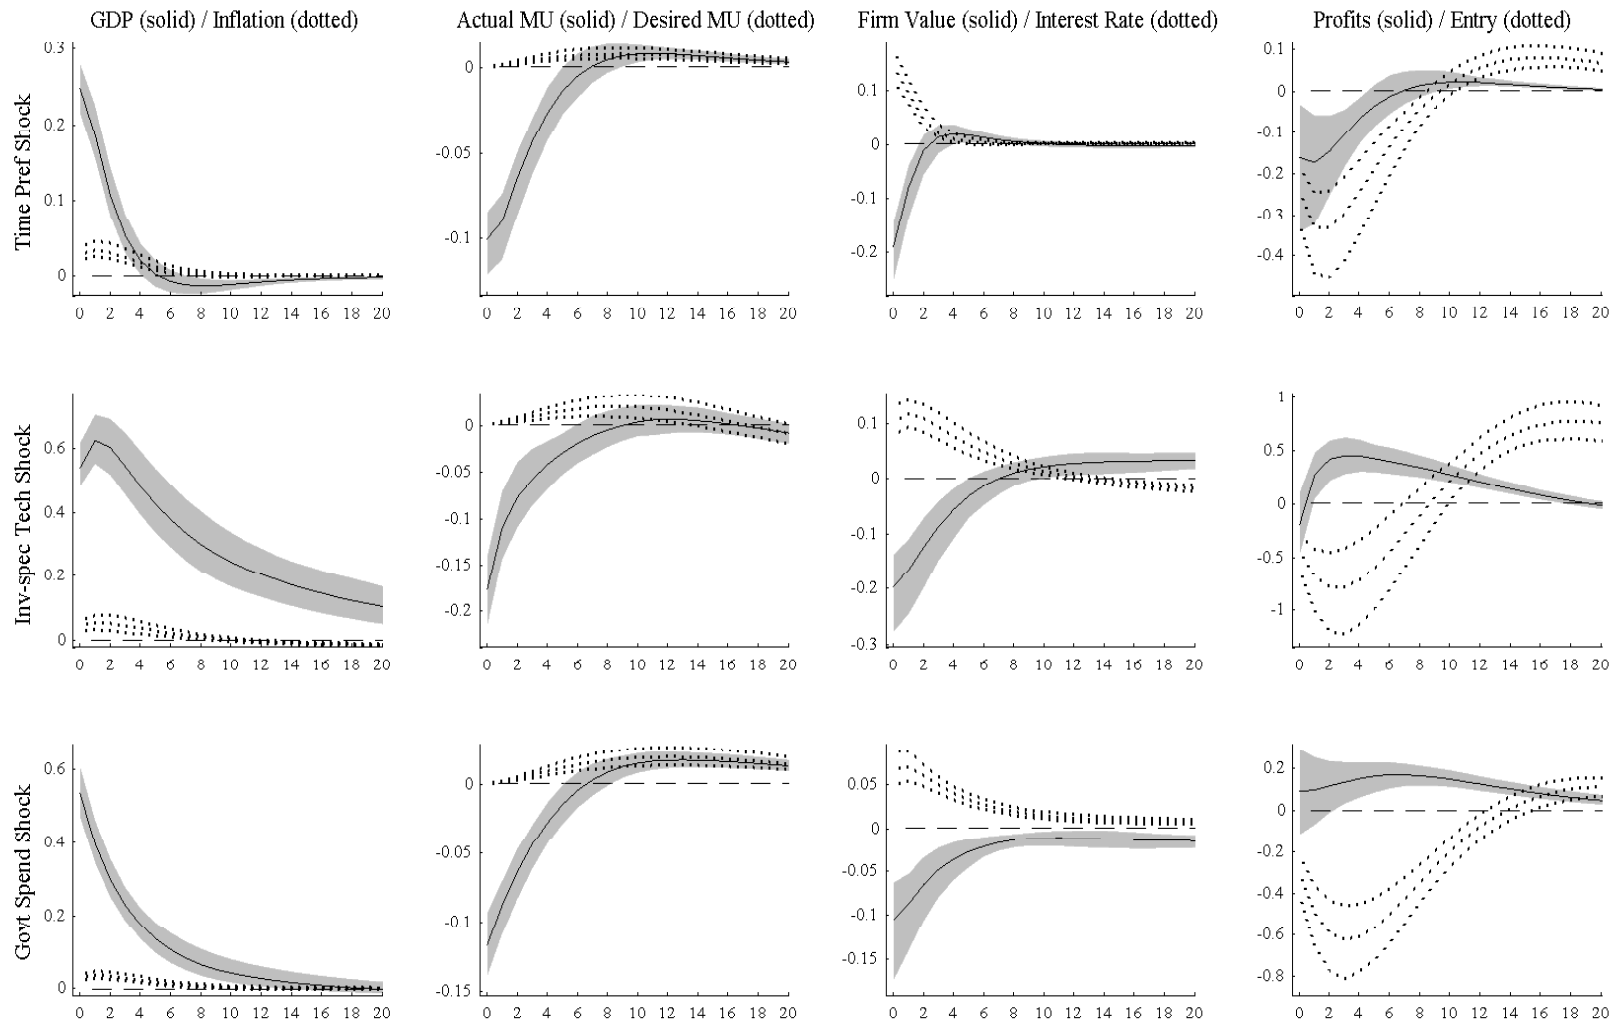 GDP (solid) / Inflation (dotted)
Actual MU (solid) / Desired MU (dotted)
Firm Value (solid) / Interest Rate (dotted)
Profits (solid) / Entry (dotted)
Time Pref Shock
0.3
0.2
0.1
0
0 2 4 6 8 10 12 14 16 18 20
0
-0.05
-0.1
0 2 4 6 8 10 12 14 16 18 20
0.1
0
-0.1
-0.2
0 2 4 6 8 10 12 14 16 18 20
0.1
0
-0.1
-0.2
-0.3
-0.4
0 2 4 6 8 10 12 14 16 18 20
Inv-spec Tech Shock
0.6
0.4
0.2
0
0 2 4 6 8 10 12 14 16 18 20
0
-0.05
-0.1
-0.15
-0.2
0 2 4 6 8 10 12 14 16 18 20
0.1
0
-0.1
-0.2
-0.3
0 2 4 6 8 10 12 14 16 18 20
1
0.5
0
-0.5
-1
0 2 4 6 8 10 12 14 16 18 20
Govt Spend Shock
0.6
0.4
0.2
0
0 2 4 6 8 10 12 14 16 18 20
0
-0.05
-0.1
-0.15
0 2 4 6 8 10 12 14 16 18 20
0.05
0
-0.05
-0.1
-0.15
0 2 4 6 8 10 12 14 16 18 20
0.2
0
-0.2
-0.4
-0.6
-0.8
0 2 4 6 8 10 12 14 16 18 20